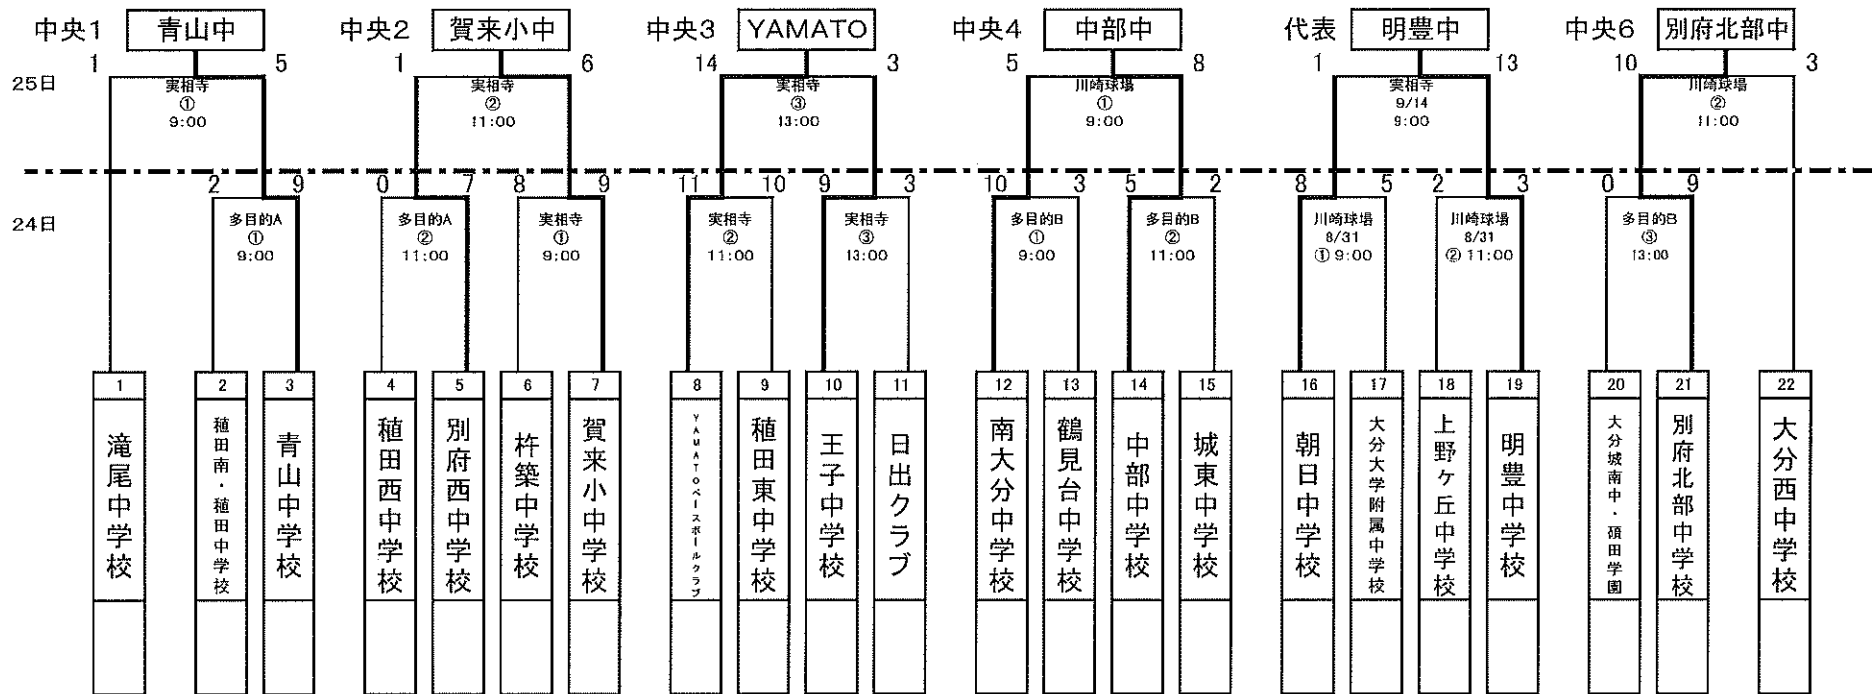 中央1 青山中 中央2 賀来小中 中央3 YAMATO 中央4 中部中 代表 明豊中 中央6 別府北部中
1 5 1 6 14 3 5 8 1 13 10 3
25日
実相寺 実相寺 実相寺 川崎球場 実相寺 川崎球場
① ② ③ ① 9/14 ②
9:00 11:00 13:00 9:00 9:00 11:00
2 9 0 7 8 9 11 10 9 3 10 3 5 2 8 5 2 3 0 9
24日
多目的A 多目的A 実相寺 実相寺 実相寺 多目的B 多目的B 川崎球場 川崎球場 多目的B
① ② ① ② ③ ① ② 8/31 8/31 ③
9:00 11:00 9:00 11:00 13:00 9:00 11:00 ① 9:00 ② 11:00 13:00
1 2 3 4 5 6 7 8 9 10 11 12 13 14 15 16 17 18 19 20 21 22
滝尾中学校
稙田南・稙田中学校
青山中学校
稙田西中学校
別府西中学校
杵築中学校
賀来小中学校
YAMATOベースボールクラブ
稙田東中学校
王子中学校
日出クラブ
南大分中学校
鶴見台中学校
中部中学校
城東中学校
朝日中学校
大分大学附属中学校
上野ヶ丘中学校
明豊中学校
大分城南中・碩田学園
別府北部中学校
大分西中学校